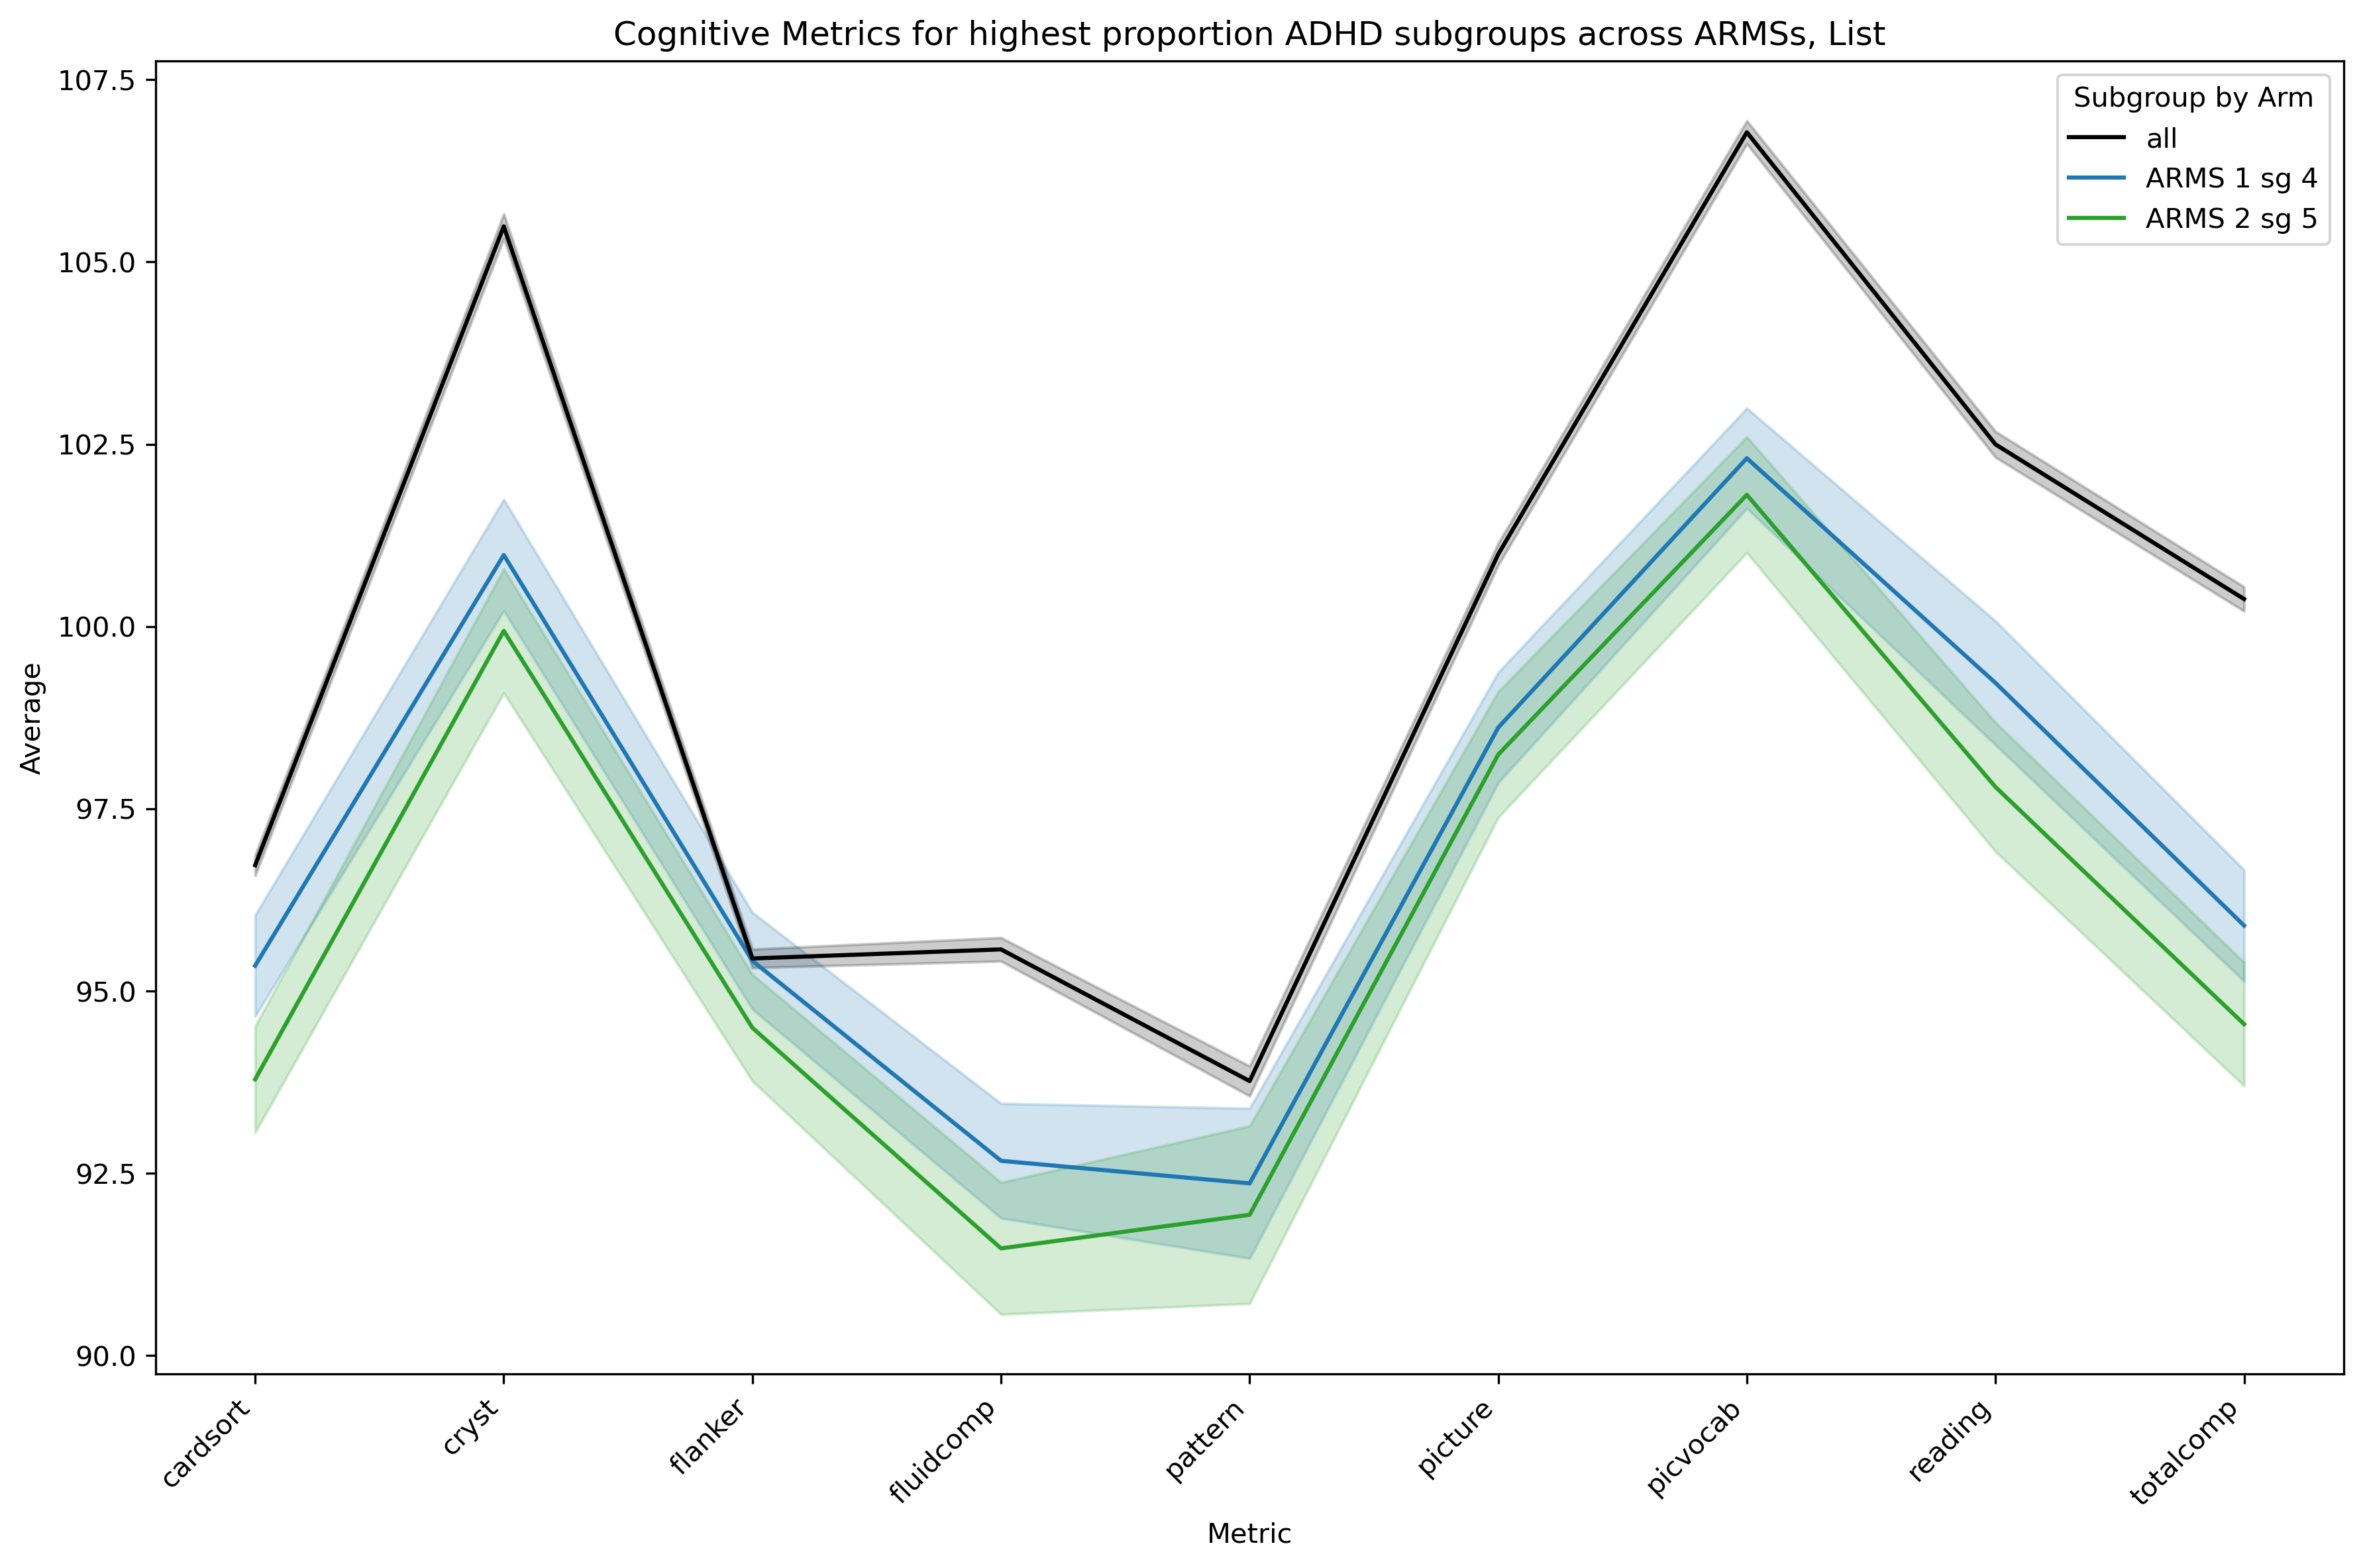 Cognitive Metrics for highest proportion ADHD subgroups across ARMSs, List
107.5
105.0
102.5
100.0
97.5
95.0
92.5
90.0
Average
Subgroup by Arm
all
ARMS 1 sg 4
ARMS 2 sg 5
cardsort
cryst
flanker
fluidcomp
pattern
picture
picvocab
reading
totalcomp
Metric